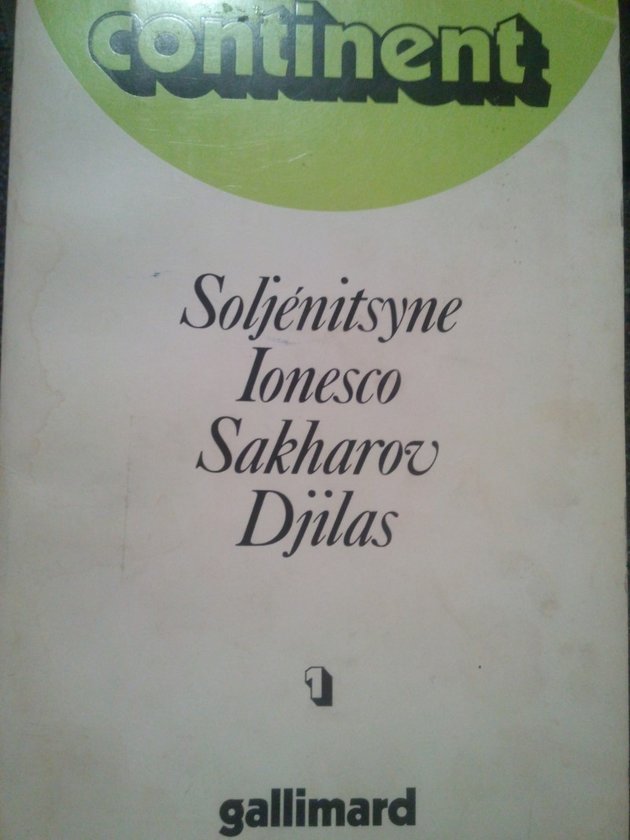 continent
Soljénitsyne
Ionesco
Sakharov
Djilas
1
gallimard